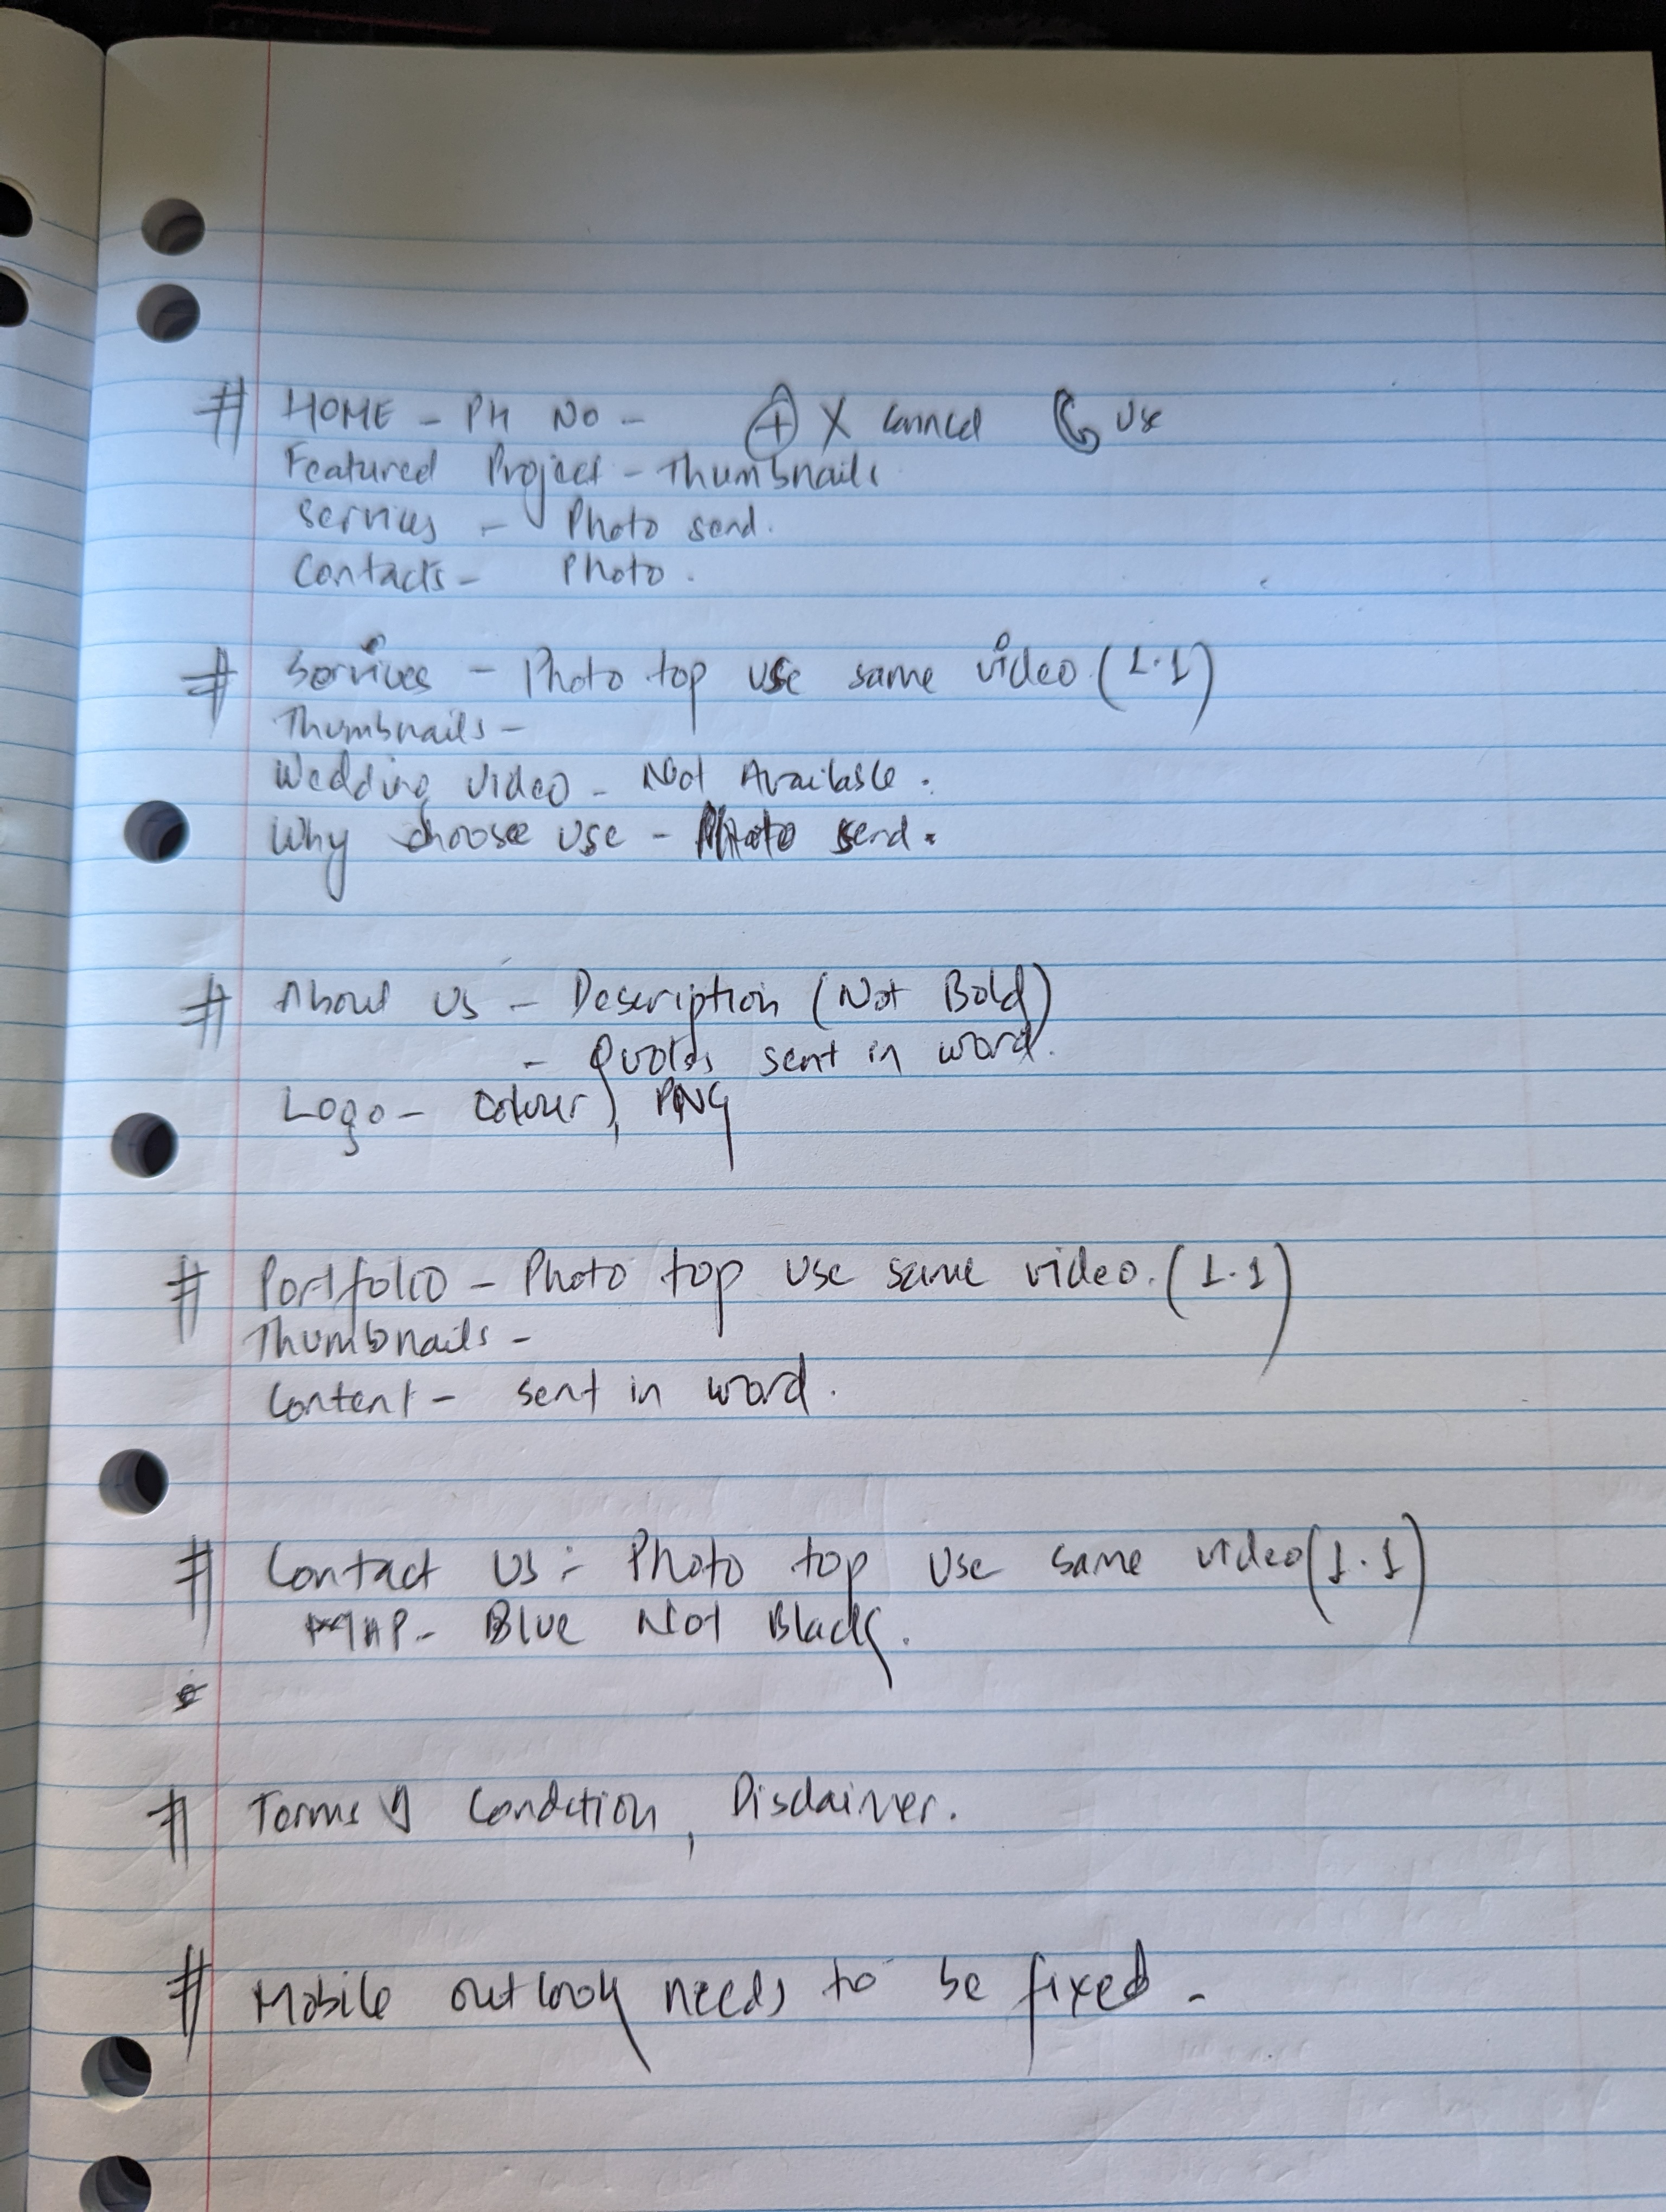 # HOME - PH NO - + X Cancel Use
Featured Project - Thumbnails
Services - Photo send.
Contacts - Photo.
# Services - Photo top use same video (1.1)
Thumbnails -
Wedding video - Not Available.
Why choose use - Photo send.
# About us - Description (Not Bold)
- Quotes sent in word.
Logo - Colour, PNG
# Portfolio - Photo top use same video. (1.1)
Thumbnails -
Content - sent in word.
# Contact us :- Photo top use same video (1.1)
MAP - Blue Not Black.
# Terms & Condition, Disclaimer.
# Mobile outlook needs to be fixed -